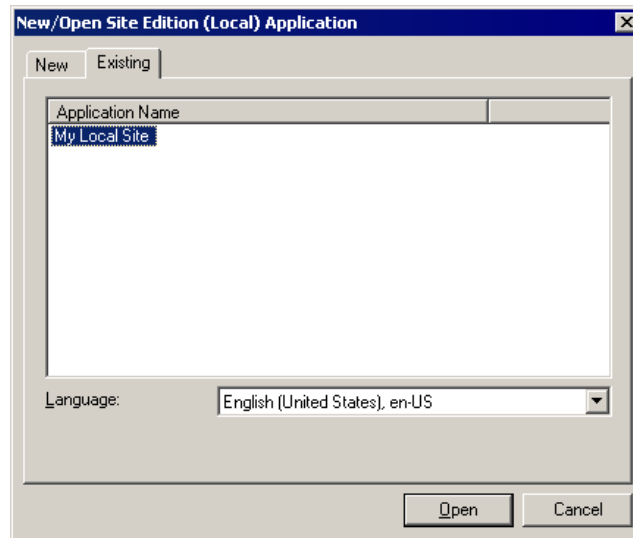 New/Open Site Edition (Local) Application
New Existing
Application Name
My Local Site
Language: English (United States), en-US
Open Cancel